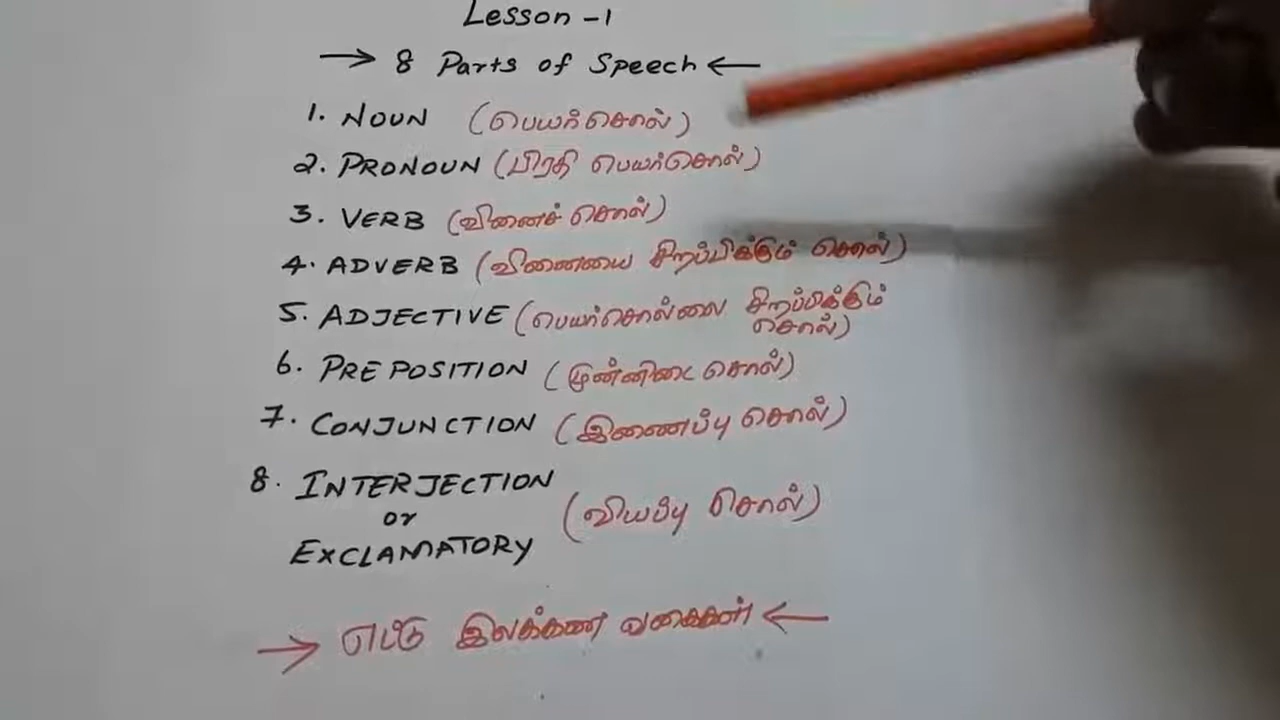 Lesson -1
→ 8 Parts of Speech ←
1. NOUN (பெயர்சொல்)
2. PRONOUN (பிரதி பெயர்சொல்)
3. VERB (வினைச் சொல்)
4. ADVERB (வினையை சிறப்பிக்கும் சொல்)
5. ADJECTIVE (பெயர்சொல்லை சிறப்பிக்கும்
சொல்)
6. PREPOSITION (முன்னிடை சொல்)
7. CONJUNCTION (இணைப்பு சொல்)
8. INTERJECTION
or
EXCLAMATORY (வியப்பு சொல்)
→ எட்டு இலக்கண வகைகள் ←